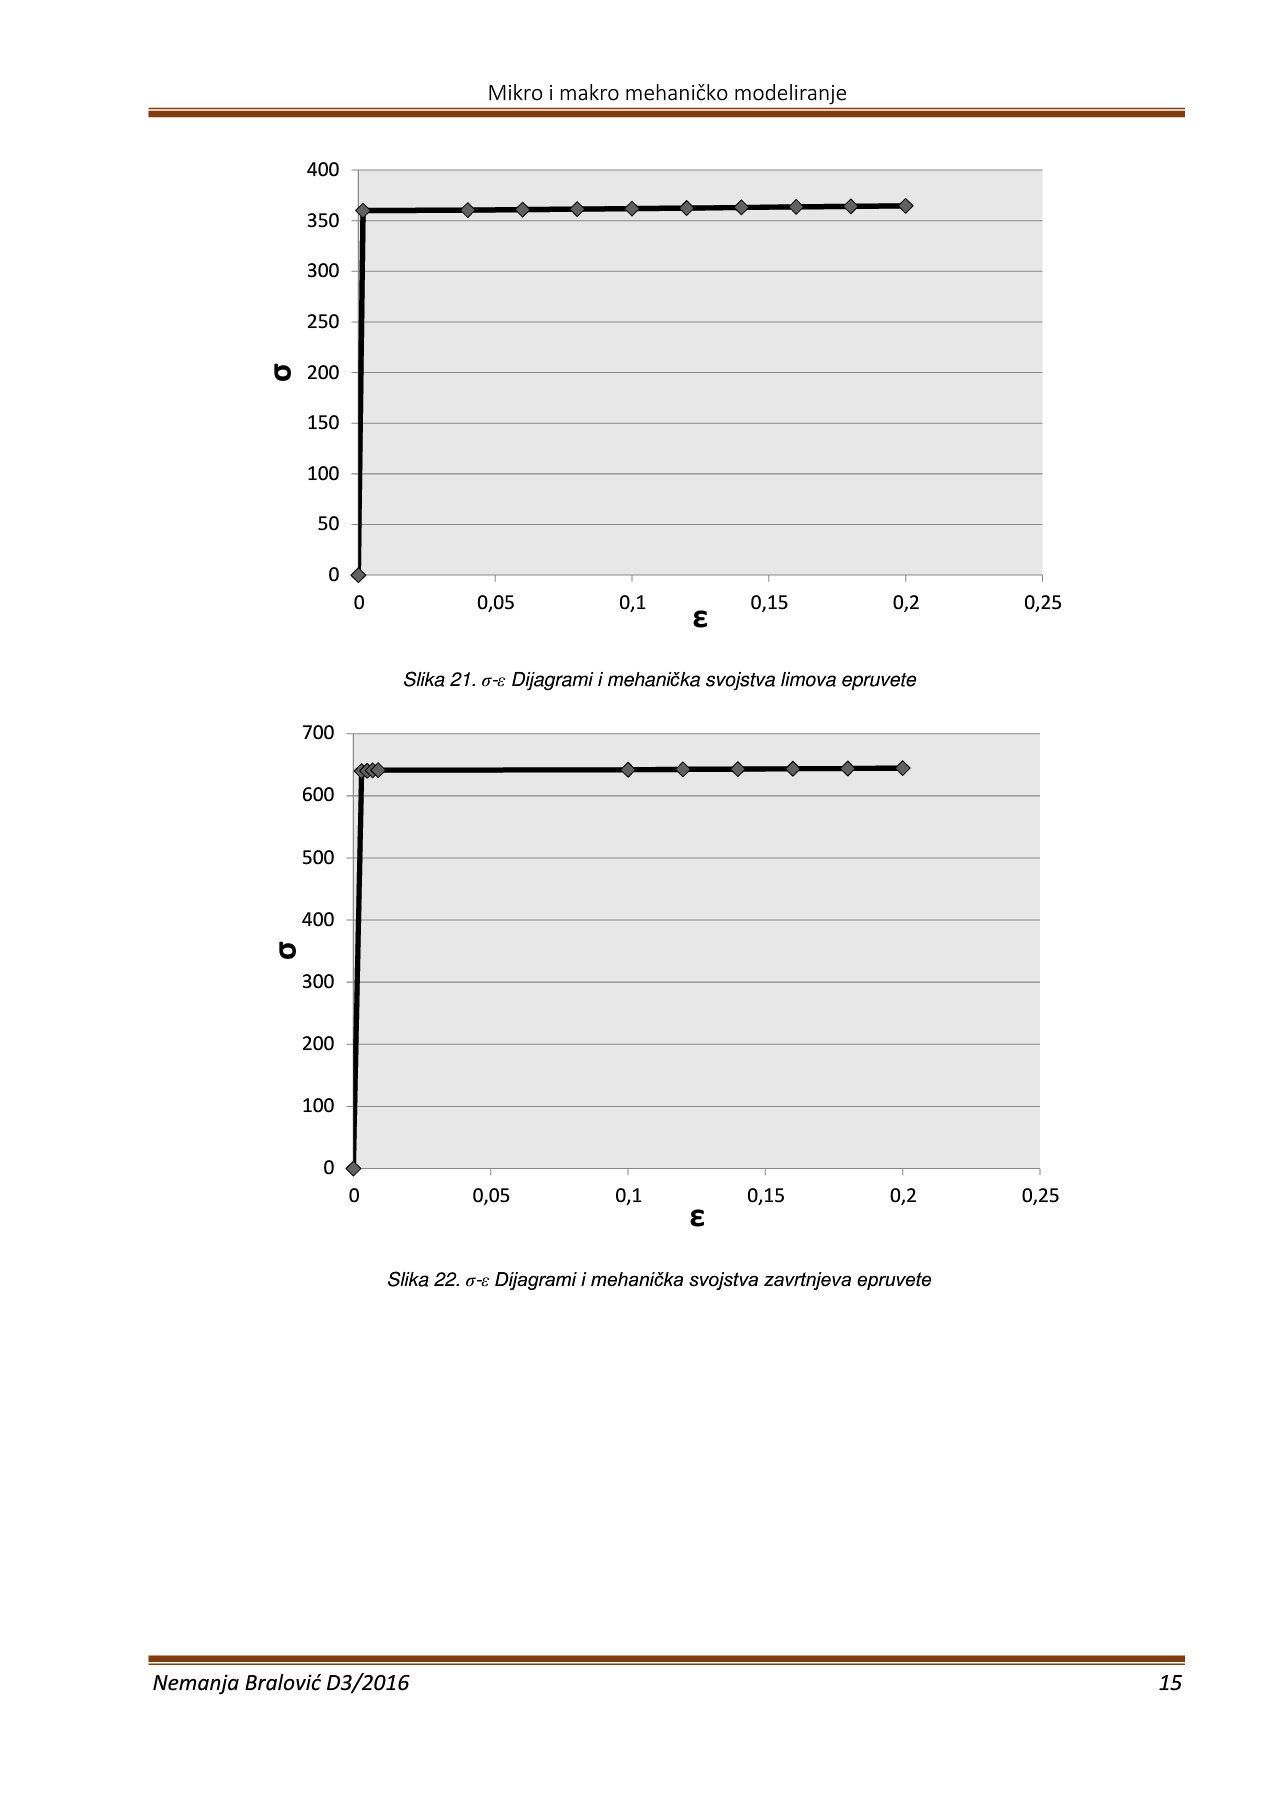 Mikro i makro mehaničko modeliranje
400
350
300
250
200
150
100
50
0
σ
0 0,05 0,1 0,15 0,2 0,25
ε
Slika 21. σ-ε Dijagrami i mehanička svojstva limova epruvete
700
600
500
400
300
200
100
0
σ
0 0,05 0,1 0,15 0,2 0,25
ε
Slika 22. σ-ε Dijagrami i mehanička svojstva zavrtnjeva epruvete
Nemanja Bralović D3/2016 15